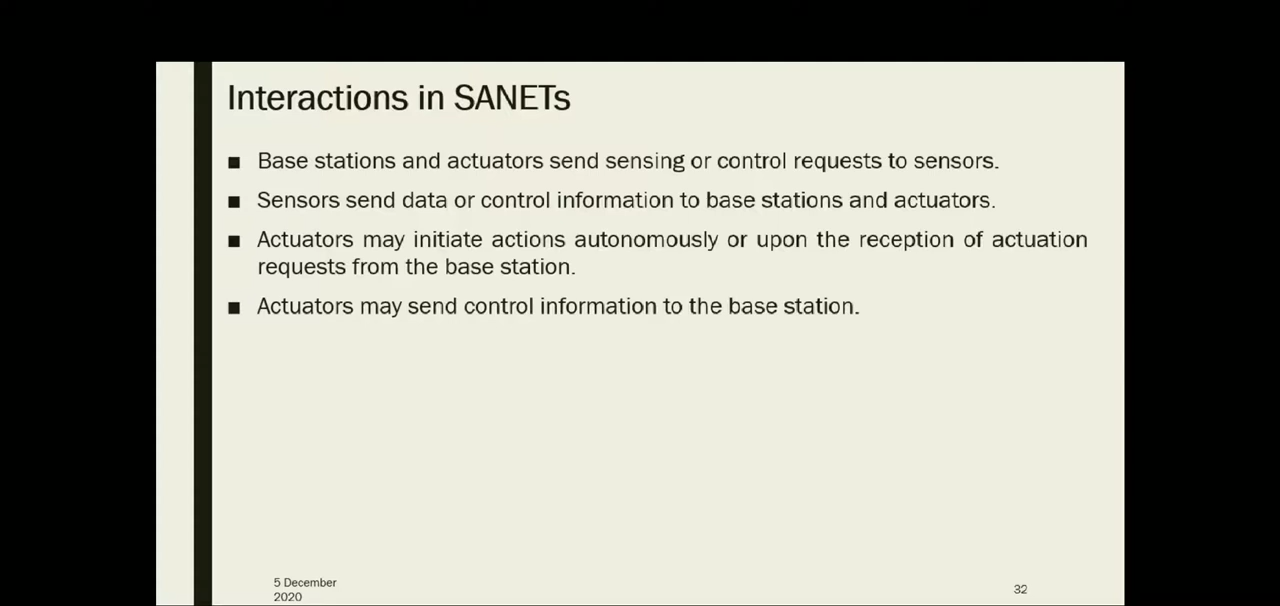 Interactions in SANETs
■ Base stations and actuators send sensing or control requests to sensors.
■ Sensors send data or control information to base stations and actuators.
■ Actuators may initiate actions autonomously or upon the reception of actuation
requests from the base station.
■ Actuators may send control information to the base station.
5 December
2020
32